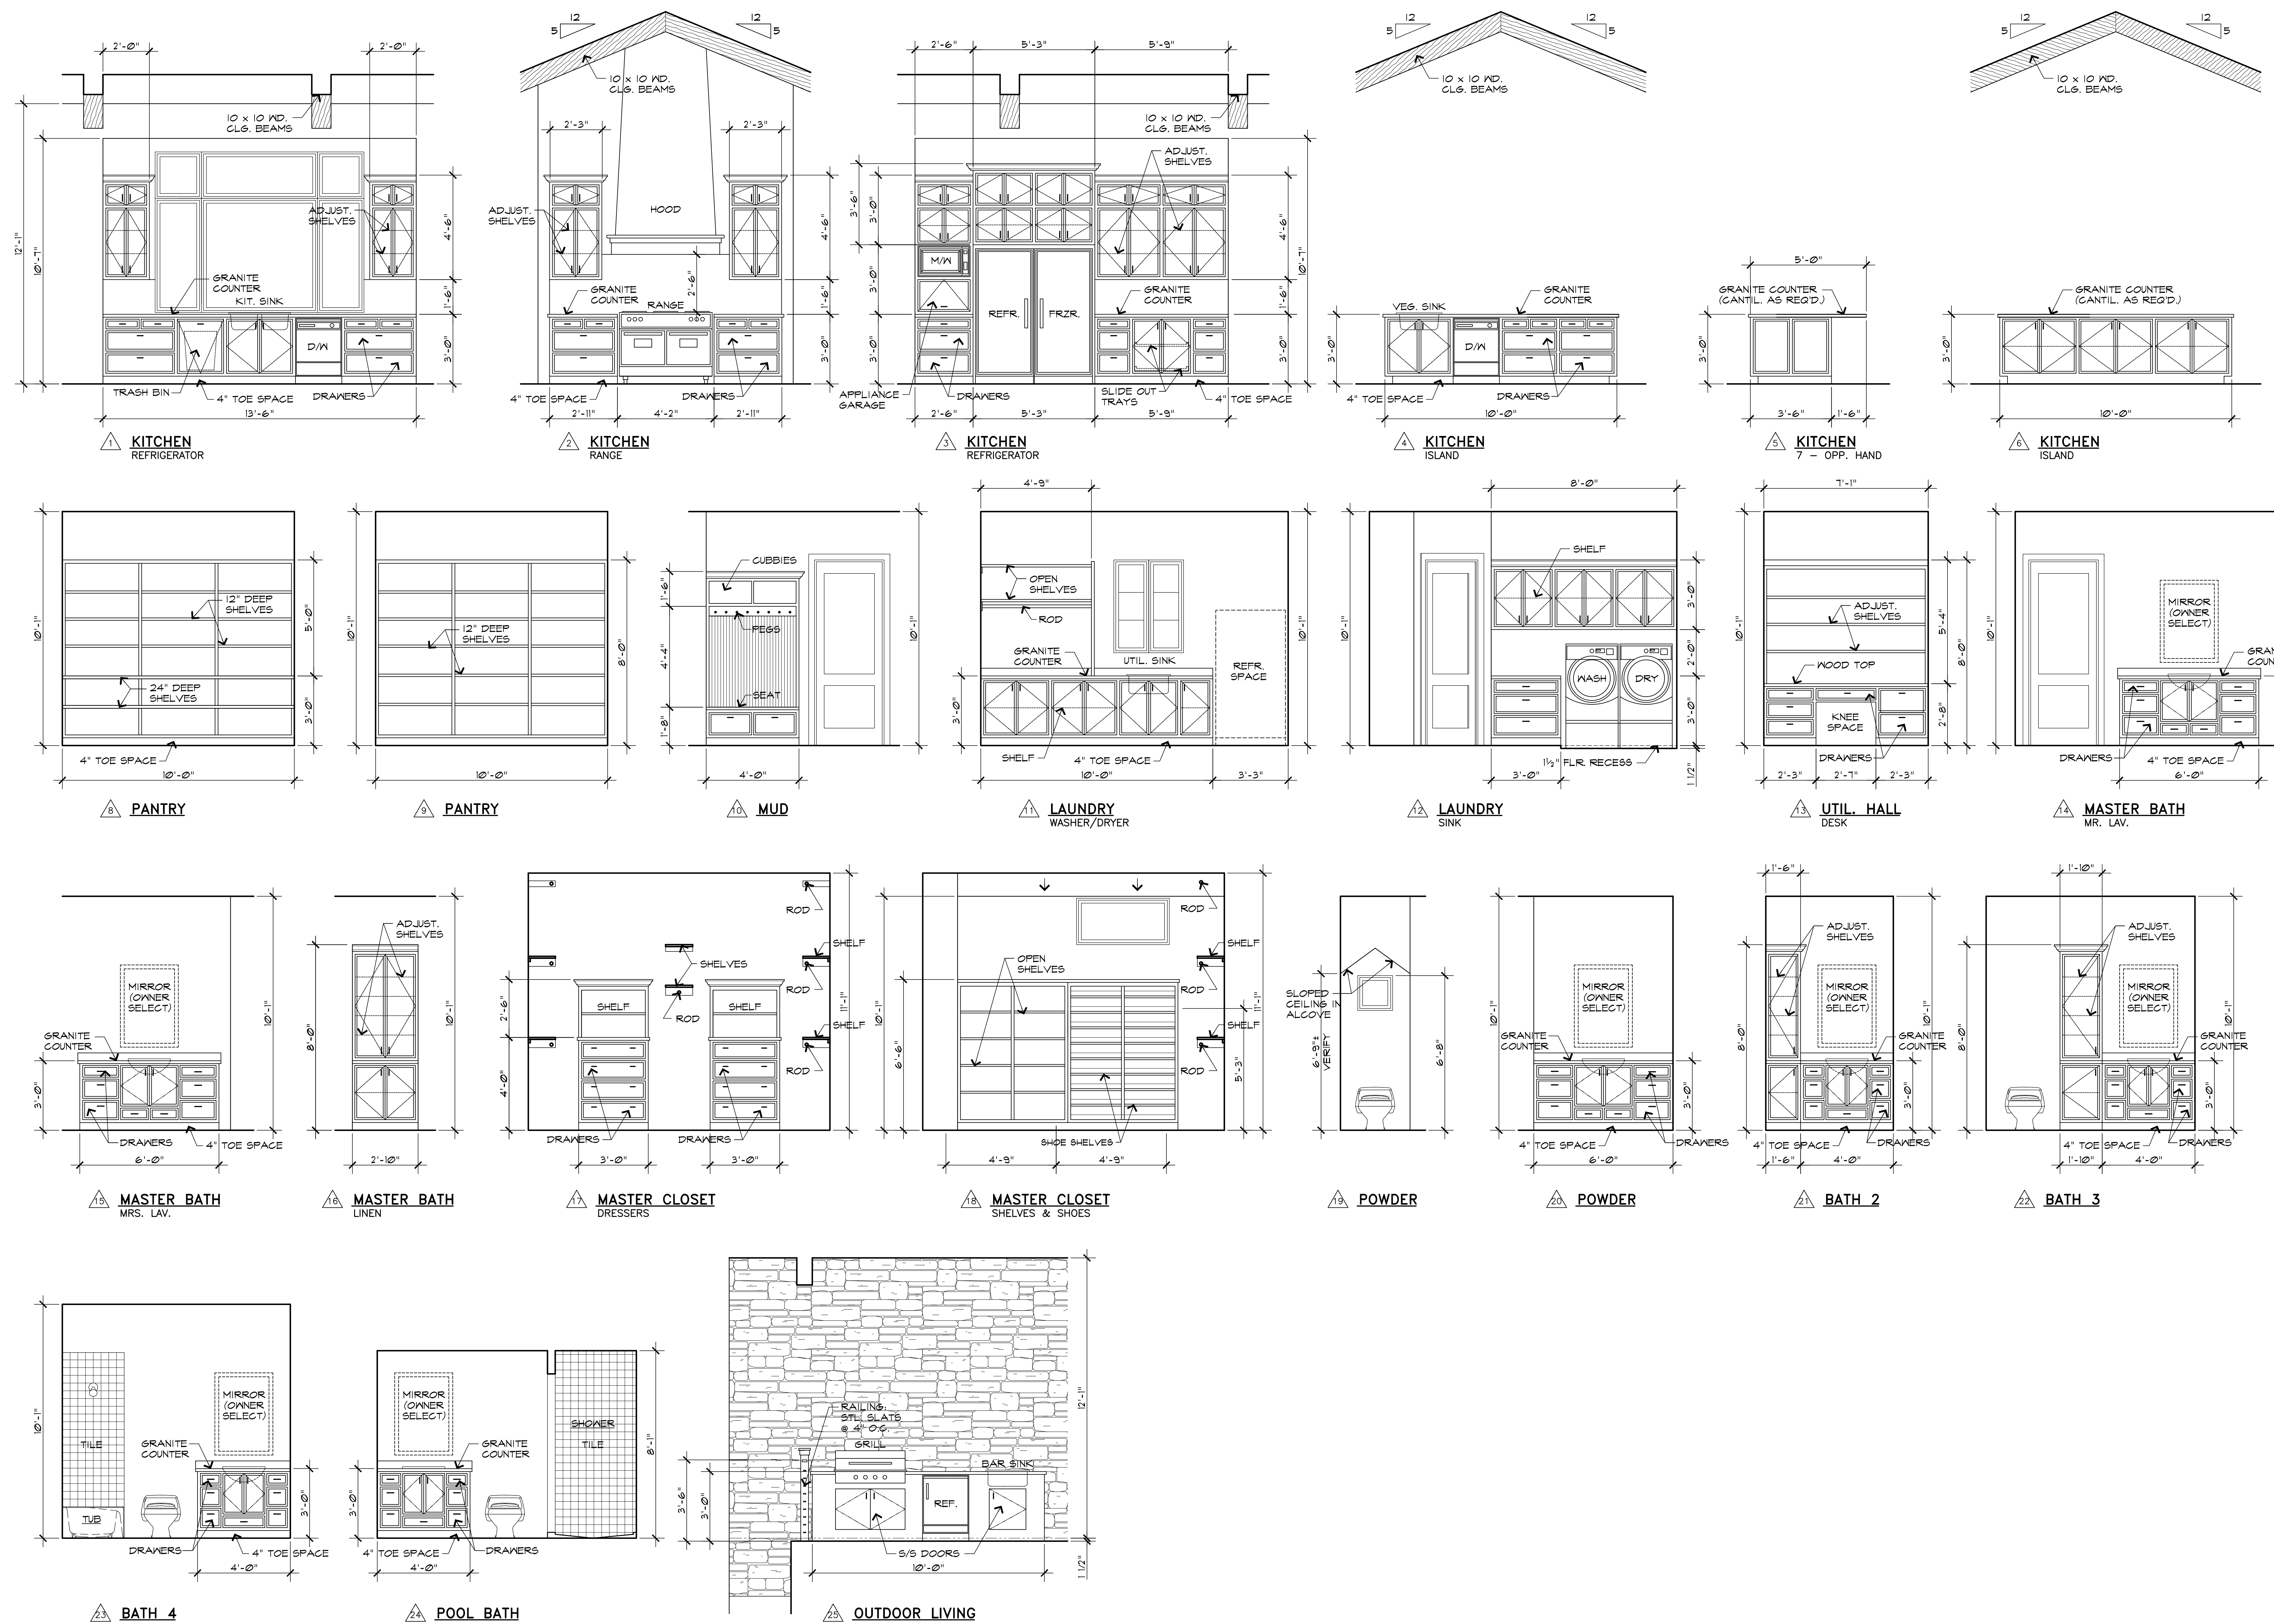 12
5
12
5
10 x 10 WD.
CLG. BEAMS
2'-0"
2'-0"
10 x 10 WD.
CLG. BEAMS
12'-1"
10'-7"
ADJUST.
SHELVES
GRANITE
COUNTER
KIT. SINK
D/W
4'-6"
1'-6"
3'-0"
TRASH BIN
4" TOE SPACE
DRAWERS
13'-6"
1
KITCHEN
REFRIGERATOR
2'-3"
2'-3"
ADJUST.
SHELVES
HOOD
GRANITE
COUNTER
RANGE
2'-6"
4'-6"
1'-6"
3'-0"
4" TOE SPACE
DRAWERS
2'-11"
4'-2"
2'-11"
2
KITCHEN
RANGE
2'-6"
5'-3"
5'-9"
10 x 10 WD.
CLG. BEAMS
ADJUST.
SHELVES
3'-6"
3'-0"
3'-0"
3'-0"
M/W
REFR.
FRZR.
GRANITE
COUNTER
4'-6"
1'-6"
3'-0"
10'-7"
APPLIANCE
GARAGE
DRAWERS
SLIDE OUT
TRAYS
4" TOE SPACE
2'-6"
5'-3"
5'-9"
3
KITCHEN
REFRIGERATOR
12
5
12
5
10 x 10 WD.
CLG. BEAMS
VEG. SINK
GRANITE
COUNTER
D/W
3'-0"
4" TOE SPACE
DRAWERS
10'-0"
4
KITCHEN
ISLAND
5'-0"
GRANITE COUNTER
(CANTIL. AS REQ'D.)
3'-0"
3'-6"
1'-6"
5
KITCHEN
7 - OPP. HAND
12
5
12
5
10 x 10 WD.
CLG. BEAMS
GRANITE COUNTER
(CANTIL. AS REQ'D.)
3'-0"
10'-0"
6
KITCHEN
ISLAND
10'-1"
12" DEEP
SHELVES
24" DEEP
SHELVES
5'-0"
3'-0"
4" TOE SPACE
10'-0"
8
PANTRY
10'-1"
12" DEEP
SHELVES
8'-0"
10'-0"
9
PANTRY
CUBBIES
PEGS
SEAT
1'-6"
4'-4"
1'-8"
10'-1"
4'-0"
10
MUD
4'-9"
OPEN
SHELVES
ROD
GRANITE
COUNTER
UTIL. SINK
REFR.
SPACE
3'-0"
10'-1"
SHELF
4" TOE SPACE
10'-0"
3'-3"
11
LAUNDRY
WASHER/DRYER
8'-0"
10'-1"
SHELF
WASH
DRY
3'-0"
2'-0"
3'-0"
1 1/2"
1½" FLR. RECESS
3'-0"
12
LAUNDRY
SINK
7'-1"
10'-1"
ADJUST.
SHELVES
WOOD TOP
KNEE
SPACE
5'-4"
2'-8"
8'-0"
DRAWERS
2'-3"
2'-7"
2'-3"
13
UTIL. HALL
DESK
10'-1"
MIRROR
(OWNER
SELECT)
GRAN
COUN
DRAWERS
4" TOE SPACE
6'-0"
14
MASTER BATH
MR. LAV.
MIRROR
(OWNER
SELECT)
GRANITE
COUNTER
3'-0"
10'-1"
DRAWERS
4" TOE SPACE
6'-0"
15
MASTER BATH
MRS. LAV.
ADJUST.
SHELVES
8'-0"
10'-1"
2'-10"
16
MASTER BATH
LINEN
ROD
SHELF
SHELVES
ROD
ROD
SHELF
SHELF
SHELF
ROD
2'-6"
4'-0"
11'-1"
DRAWERS
DRAWERS
3'-0"
3'-0"
17
MASTER CLOSET
DRESSERS
ROD
OPEN
SHELVES
SHELF
ROD
SHELF
ROD
10'-1"
6'-6"
5'-3"
11'-1"
SHOE SHELVES
4'-9"
4'-9"
18
MASTER CLOSET
SHELVES & SHOES
SLOPED
CEILING IN
ALCOVE
6'-9"±
VERIFY
6'-8"
19
POWDER
10'-1"
MIRROR
(OWNER
SELECT)
GRANITE
COUNTER
3'-0"
4" TOE SPACE
DRAWERS
6'-0"
20
POWDER
1'-6"
ADJUST.
SHELVES
MIRROR
(OWNER
SELECT)
GRANITE
COUNTER
8'-0"
10'-1"
3'-0"
4" TOE SPACE
DRAWERS
1'-6"
4'-0"
21
BATH 2
1'-10"
ADJUST.
SHELVES
MIRROR
(OWNER
SELECT)
GRANITE
COUNTER
8'-0"
10'-1"
3'-0"
4" TOE SPACE
DRAWERS
1'-10"
4'-0"
22
BATH 3
10'-1"
TILE
TUB
MIRROR
(OWNER
SELECT)
GRANITE
COUNTER
3'-0"
DRAWERS
4" TOE SPACE
4'-0"
23
BATH 4
MIRROR
(OWNER
SELECT)
GRANITE
COUNTER
SHOWER
TILE
3'-0"
8'-1"
4" TOE SPACE
DRAWERS
4'-0"
24
POOL BATH
RAILING:
STL. SLATS
@ 4" O.C.
GRILL
BAR SINK
REF.
3'-6"
3'-0"
12'-1"
1 1/2"
S/S DOORS
10'-0"
25
OUTDOOR LIVING